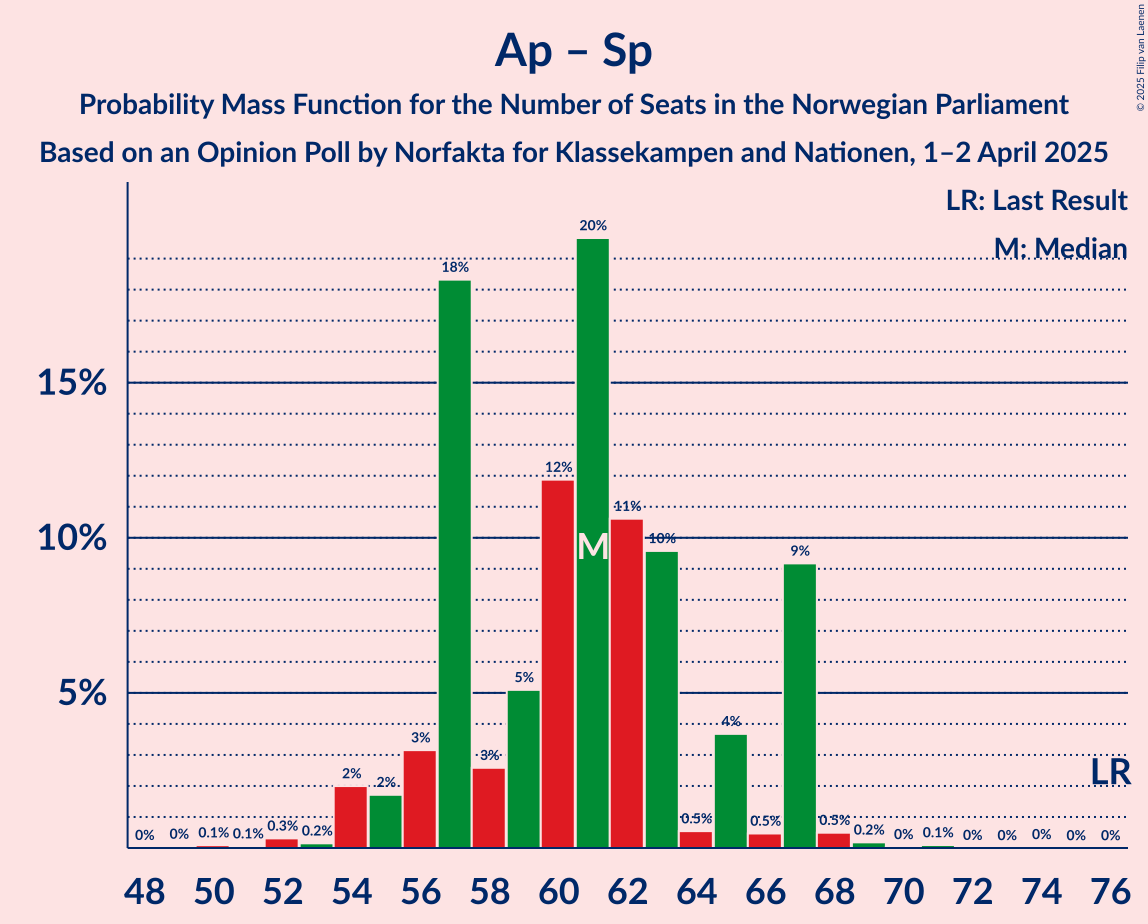 Ap – Sp
Probability Mass Function for the Number of Seats in the Norwegian Parliament
Based on an Opinion Poll by Norfakta for Klassekampen and Nationen, 1–2 April 2025
© 2025 Filip van Laenen
LR: Last Result
M: Median
15%
10%
5%
0% 0% 0.1% 0.1% 0.3% 0.2% 2% 2% 3% 18% 3% 5% 12% 20% 11% 10% 0.5% 4% 0.5% 9% 0.5% 0.2% 0% 0.1% 0% 0% 0% 0% 0%
M
LR
48 50 52 54 56 58 60 62 64 66 68 70 72 74 76